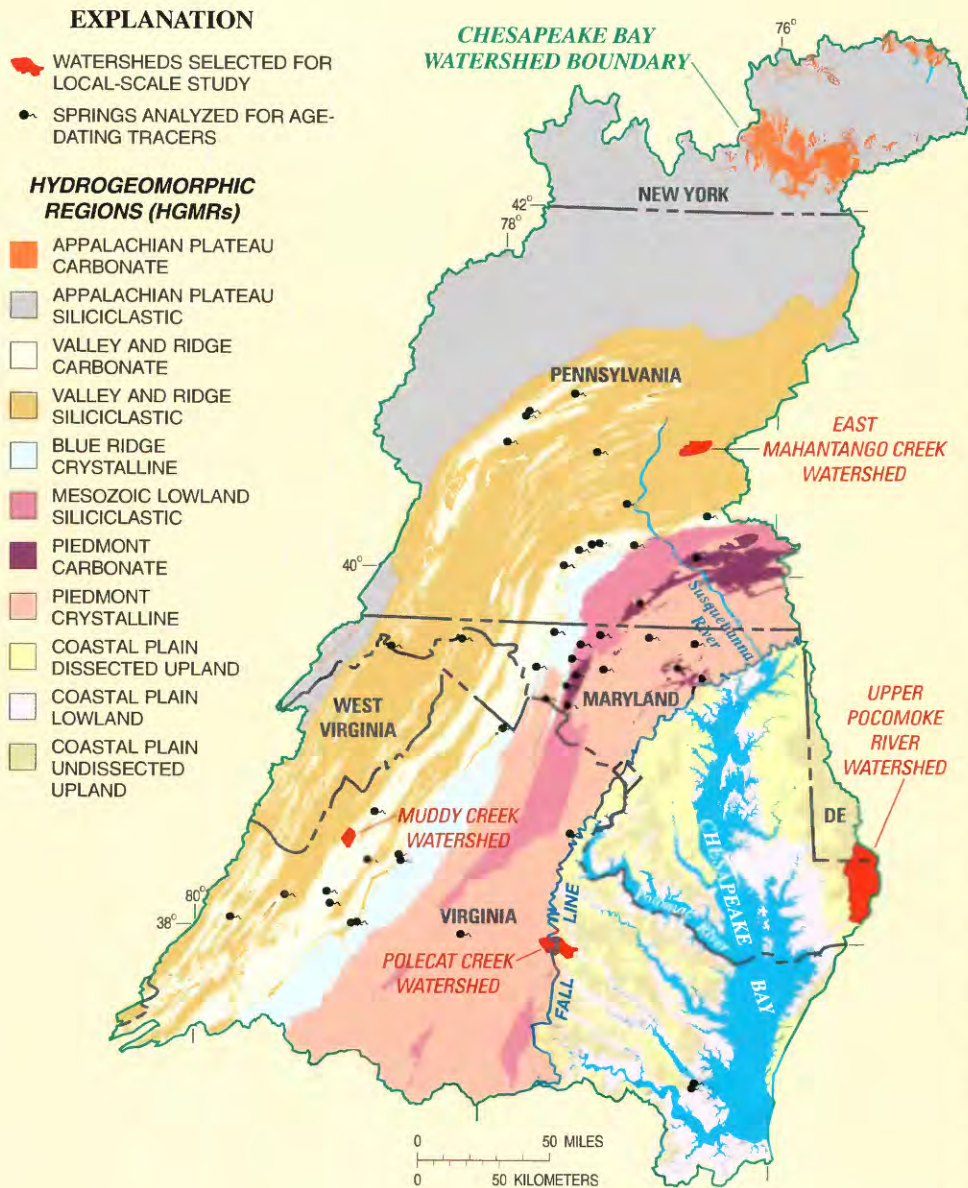 EXPLANATION
WATERSHEDS SELECTED FOR
LOCAL-SCALE STUDY
SPRINGS ANALYZED FOR AGE-
DATING TRACERS
HYDROGEOMORPHIC
REGIONS (HGMRs)
APPALACHIAN PLATEAU
CARBONATE
APPALACHIAN PLATEAU
SILICICLASTIC
VALLEY AND RIDGE
CARBONATE
VALLEY AND RIDGE
SILICICLASTIC
BLUE RIDGE
CRYSTALLINE
MESOZOIC LOWLAND
SILICICLASTIC
PIEDMONT
CARBONATE
PIEDMONT
CRYSTALLINE
COASTAL PLAIN
DISSECTED UPLAND
COASTAL PLAIN
LOWLAND
COASTAL PLAIN
UNDISSECTED
UPLAND
CHESAPEAKE BAY
WATERSHED BOUNDARY
76°
NEW YORK
42°
78°
PENNSYLVANIA
EAST
MAHANTANGO CREEK
WATERSHED
40°
Susquehanna
River
WEST
VIRGINIA
MARYLAND
UPPER
POCOMOKE
RIVER
WATERSHED
DE
MUDDY CREEK
WATERSHED
CHESAPEAKE
BAY
80°
38°
VIRGINIA
River
POLECAT CREEK
WATERSHED
FALL LINE
0 50 MILES
0 50 KILOMETERS